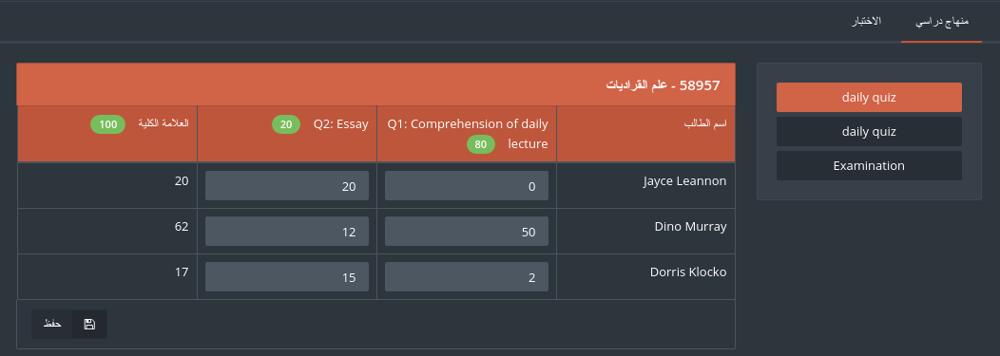 منهاج دراسي
الاختبار
58957 - علم القراديات
اسم الطالب
Q1: Comprehension of daily
lecture 80
Q2: Essay 20
العلامة الكلية 100
Jayce Leannon
0
20
20
Dino Murray
50
12
62
Dorris Klocko
2
15
17
حفظ
daily quiz
daily quiz
Examination